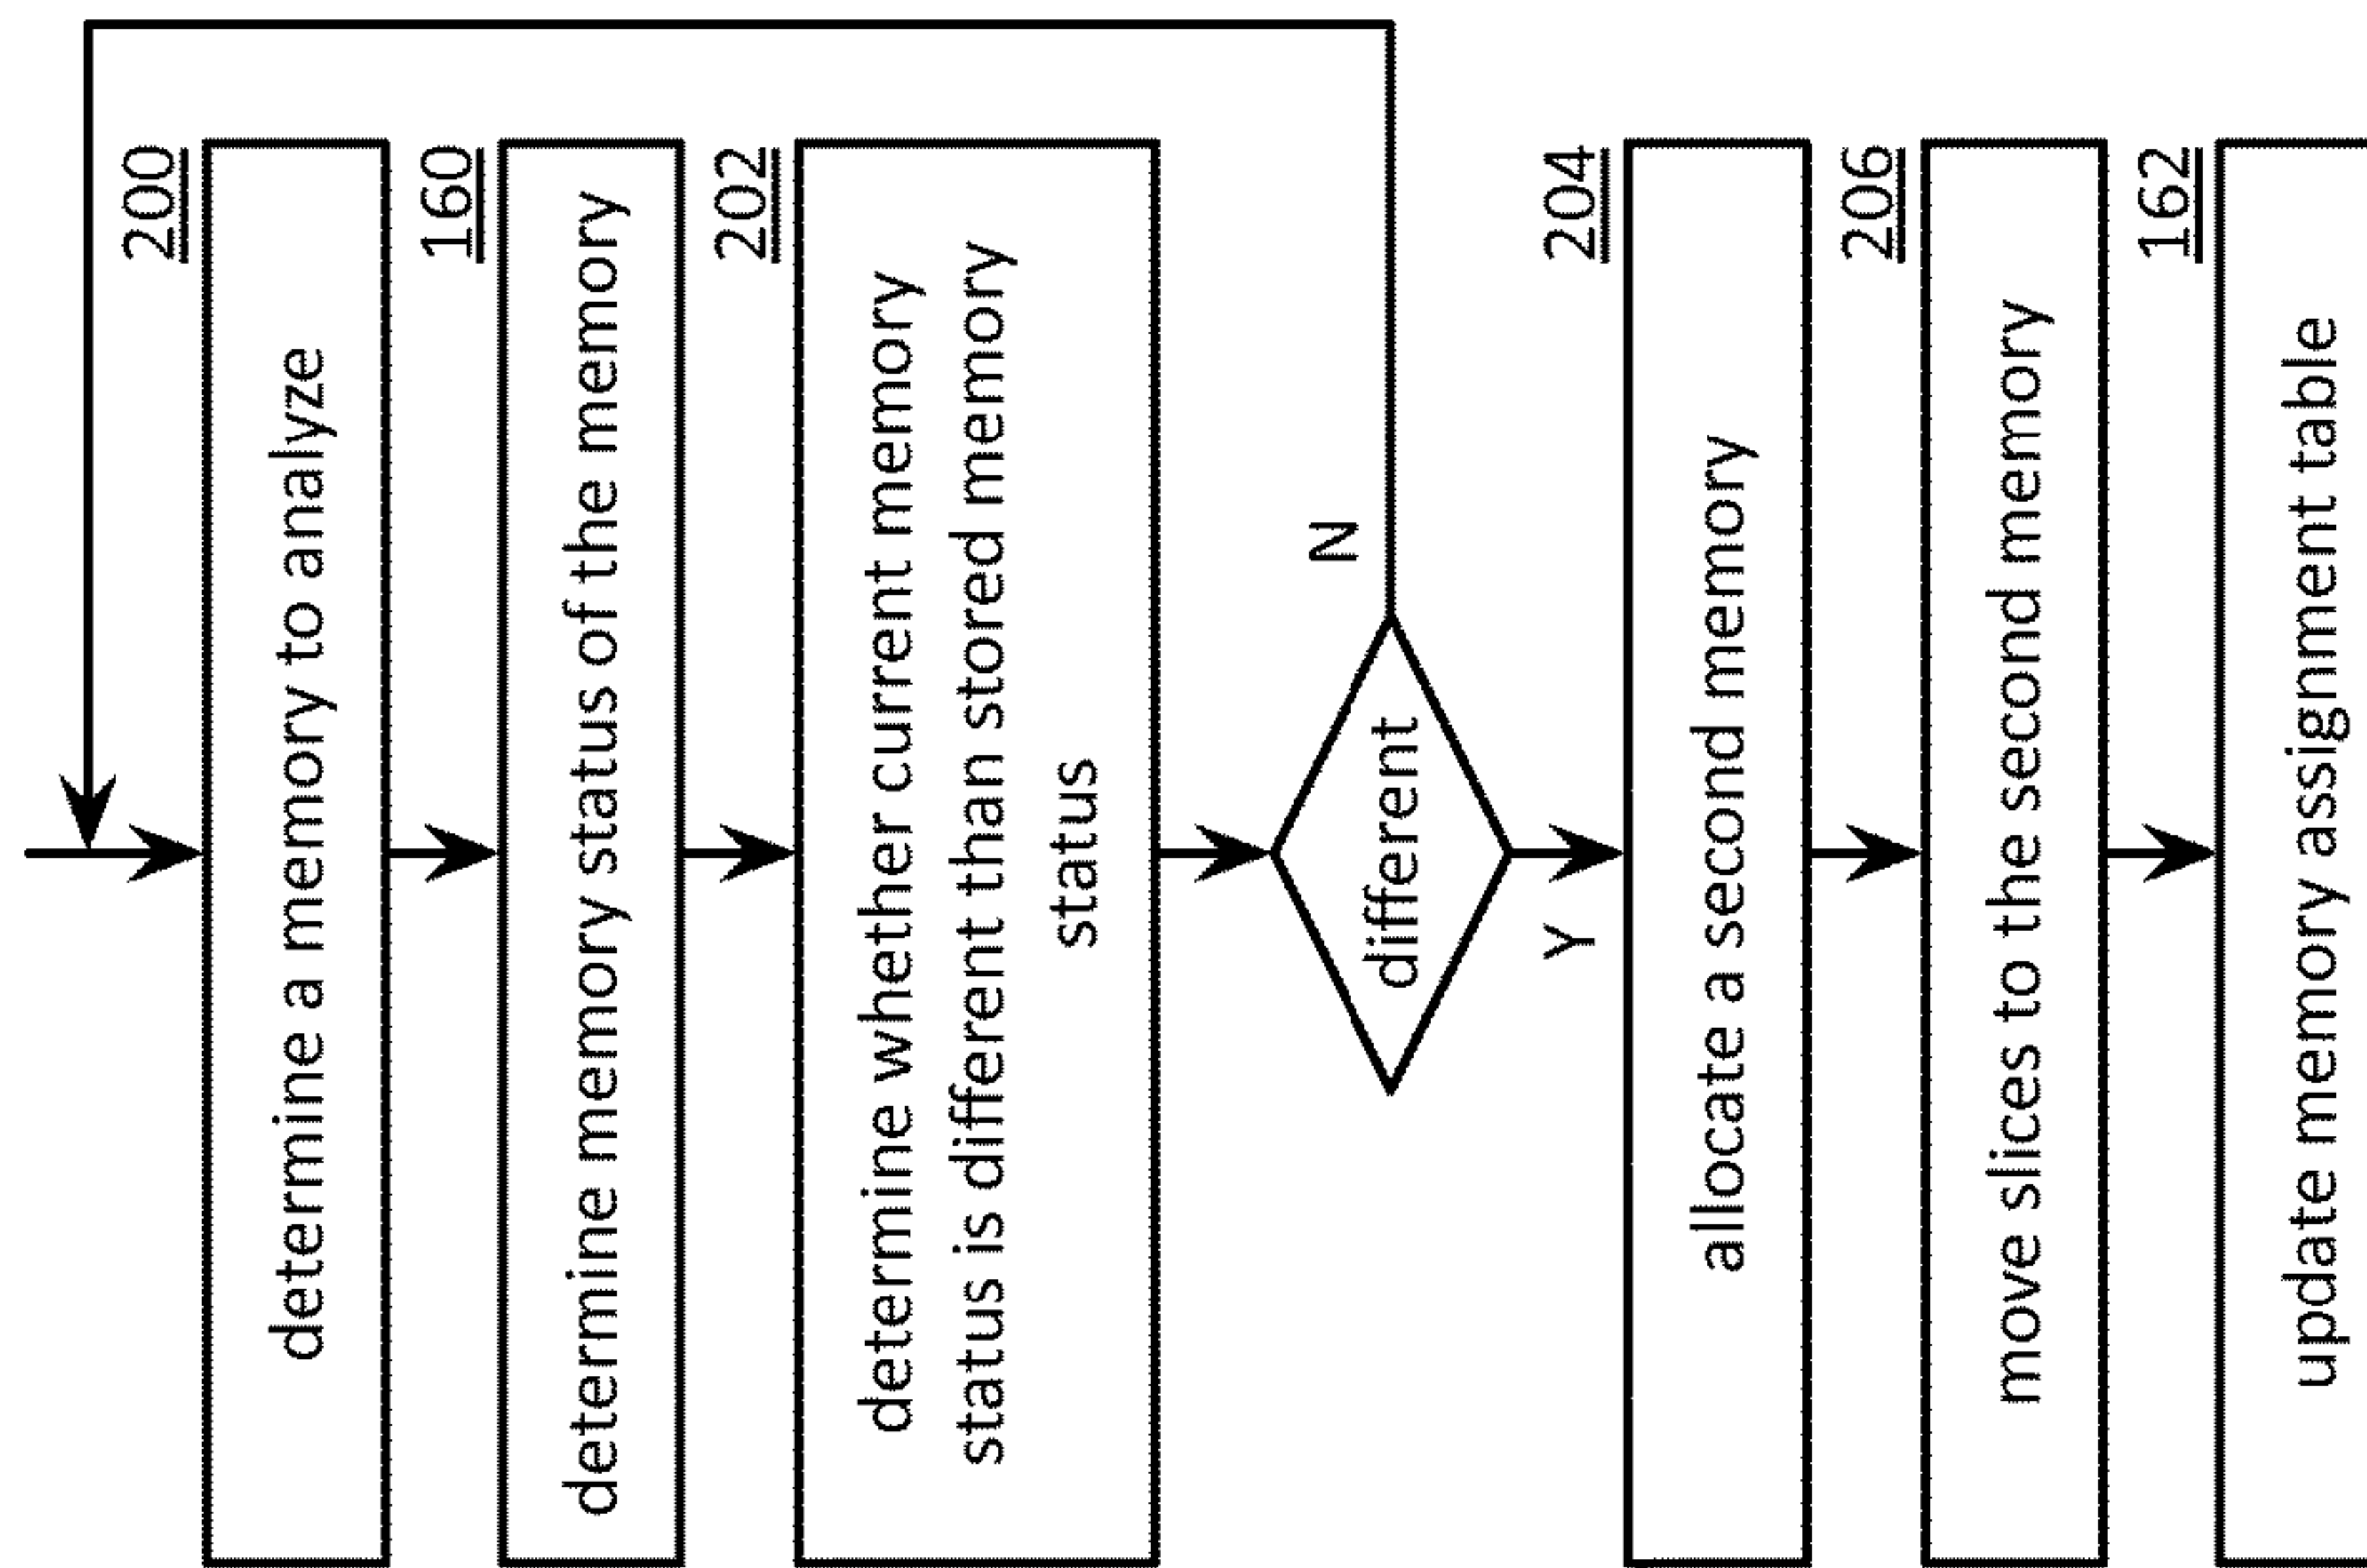 200
determine a memory to analyze
160
determine memory status of the memory
202
determine whether current memory
status is different than stored memory
status
different
N
Y
204
allocate a second memory
206
move slices to the second memory
162
update memory assignment table